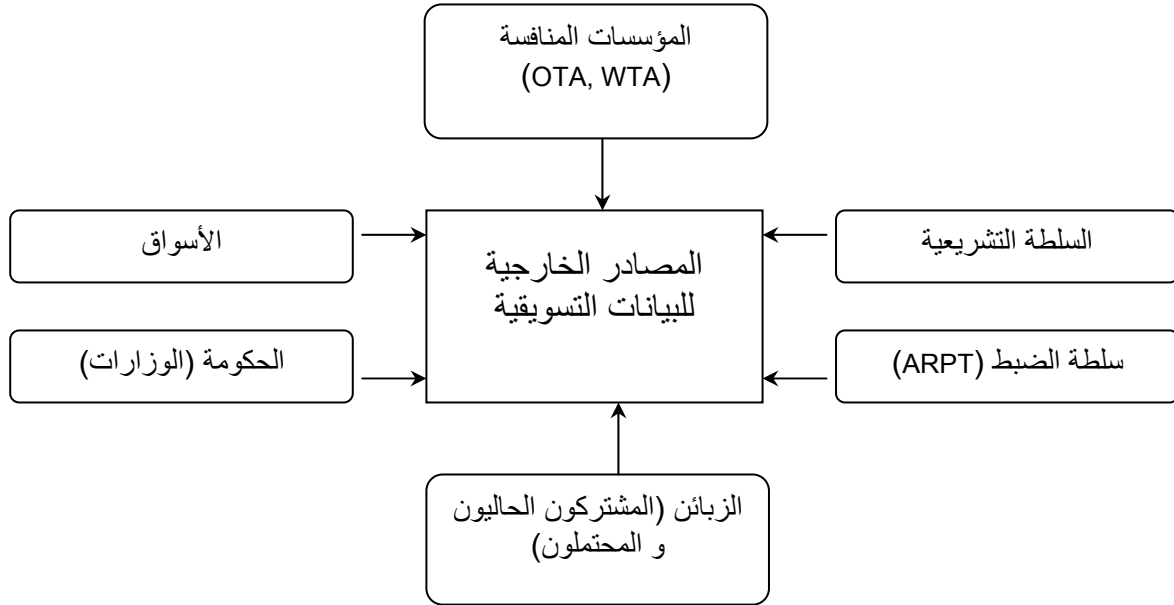 المؤسسات المنافسة
(OTA, WTA)
السلطة التشريعية
المصادر الخارجية
للبيانات التسويقية
الأسواق
سلطة الضبط (ARPT)
الحكومة (الوزارات)
الزبائن (المشتركون الحاليون
و المحتملون)